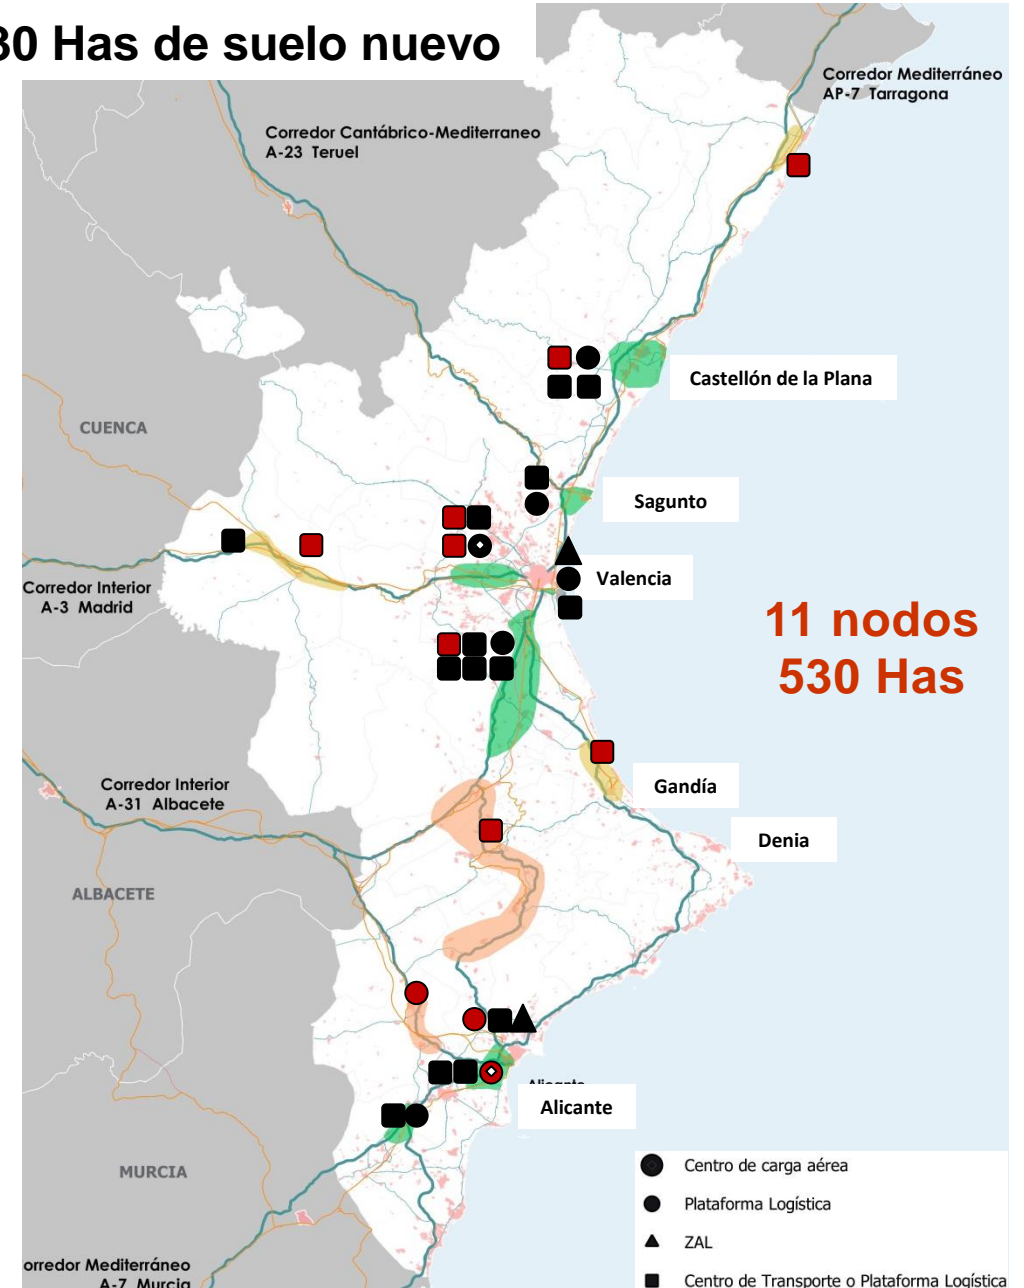 30 Has de suelo nuevo
Corredor Mediterráneo
AP-7 Tarragona
Corredor Cantábrico-Mediterraneo
A-23 Teruel
Castellón de la Plana
CUENCA
Sagunto
Valencia
Corredor Interior
A-3 Madrid
11 nodos
530 Has
Corredor Interior
A-31 Albacete
Gandía
Denia
ALBACETE
Alicante
MURCIA
Centro de carga aérea
Plataforma Logística
ZAL
Centro de Transporte o Plataforma Logística
orredor Mediterráneo
A-7 Murcia